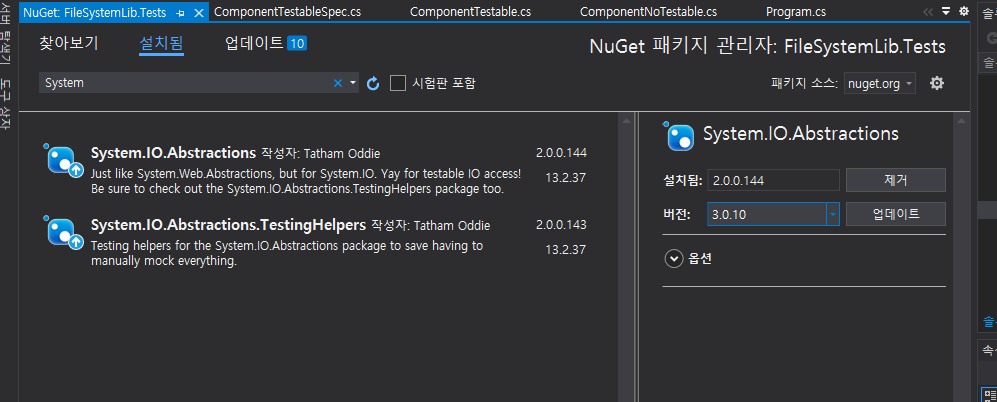 NuGet: FileSystemLib.Tests
ComponentTestableSpec.cs
ComponentTestable.cs
ComponentNoTestable.cs
Program.cs
서버 탐색기
도구 상자
찾아보기
설치됨
업데이트 10
NuGet 패키지 관리자: FileSystemLib.Tests
System
시험판 포함
패키지 소스: nuget.org
System.IO.Abstractions 작성자: Tatham Oddie
2.0.0.144
Just like System.Web.Abstractions, but for System.IO. Yay for testable IO access!
13.2.37
Be sure to check out the System.IO.Abstractions.TestingHelpers package too.
System.IO.Abstractions.TestingHelpers 작성자: Tatham Oddie
2.0.0.143
Testing helpers for the System.IO.Abstractions package to save having to
13.2.37
manually mock everything.
System.IO.Abstractions
설치됨: 2.0.0.144 제거
버전: 3.0.10 업데이트
옵션